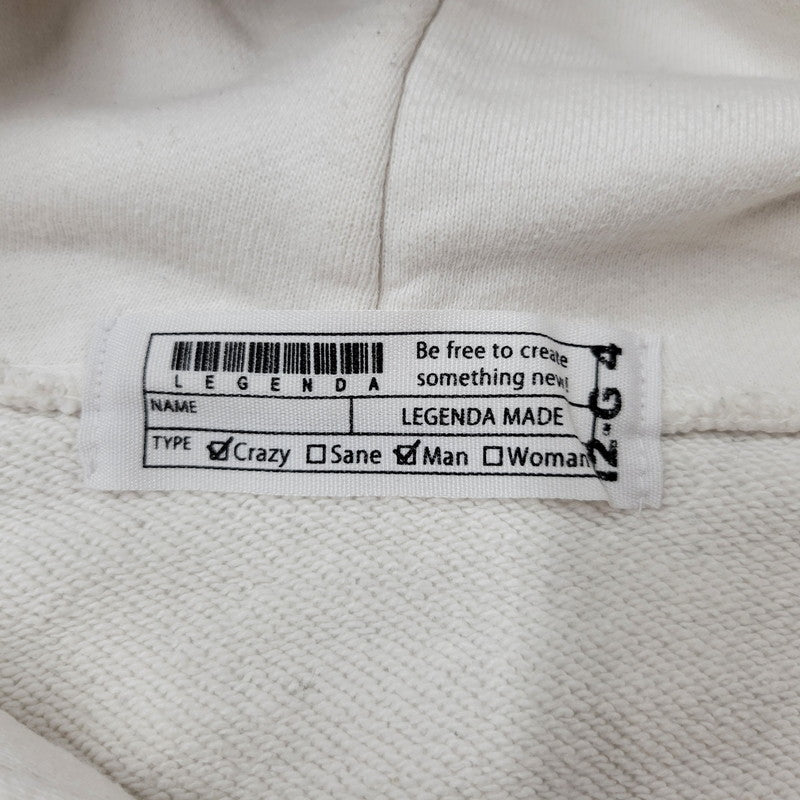 LEGENDA
Be free to create
something new!
NAME
LEGENDA MADE
TYPE Crazy Sane Man Woman